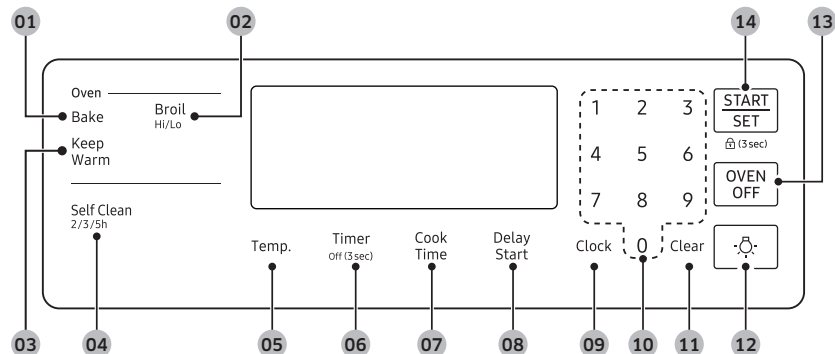 01
02
14
13
Oven
Bake
Broil
Hi/Lo
Keep
Warm
Self Clean
2/3/5h
Temp.
Timer
Off (3 sec)
Cook
Time
Delay
Start
1 2 3
4 5 6
7 8 9
Clock 0 Clear
START
SET
(3 sec)
OVEN
OFF
03
04
05
06
07
08
09
10
11
12